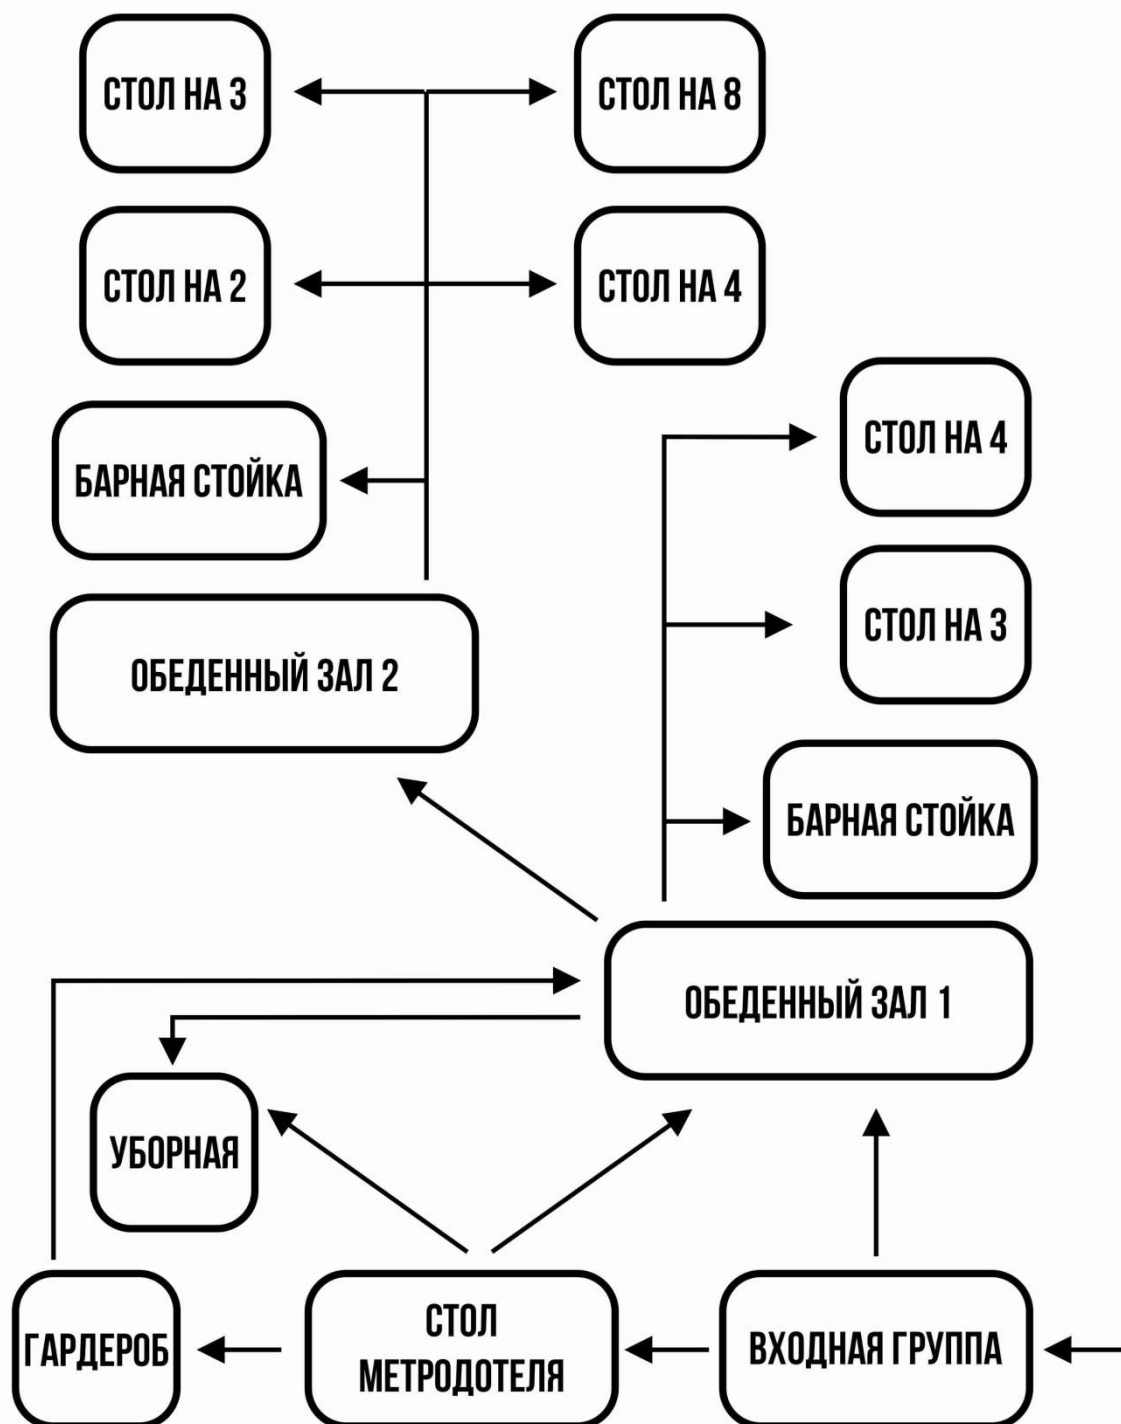 СТОЛ НА 3
СТОЛ НА 8
СТОЛ НА 2
СТОЛ НА 4
СТОЛ НА 4
БАРНАЯ СТОЙКА
СТОЛ НА 3
ОБЕДЕННЫЙ ЗАЛ 2
БАРНАЯ СТОЙКА
ОБЕДЕННЫЙ ЗАЛ 1
УБОРНАЯ
ГАРДЕРОБ
СТОЛ
МЕТРОДОТЕЛЯ
ВХОДНАЯ ГРУППА